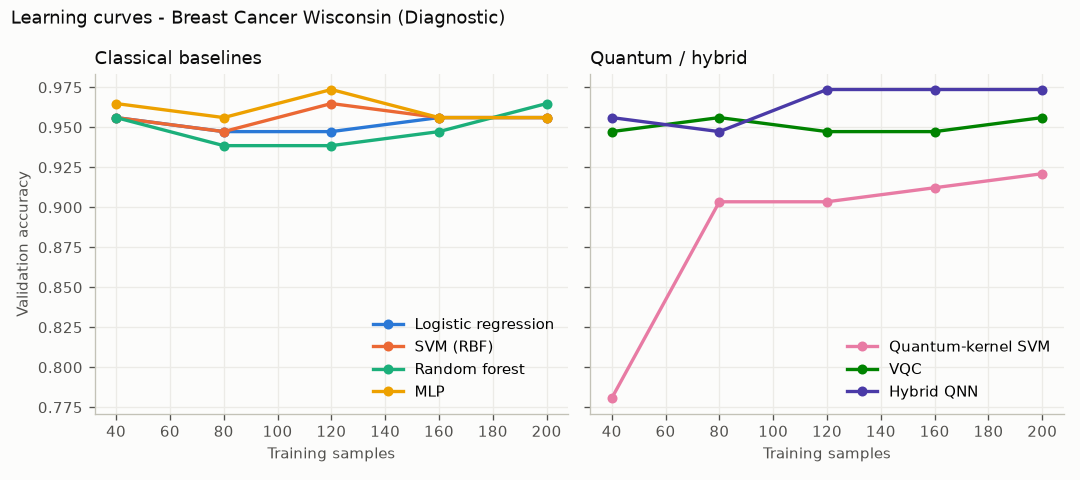 Learning curves - Breast Cancer Wisconsin (Diagnostic)
Classical baselines
Quantum / hybrid
Validation accuracy
0.975
0.950
0.925
0.900
0.875
0.850
0.825
0.800
0.775
Logistic regression
SVM (RBF)
Random forest
MLP
40 60 80 100 120 140 160 180 200
Training samples
Quantum-kernel SVM
VQC
Hybrid QNN
40 60 80 100 120 140 160 180 200
Training samples